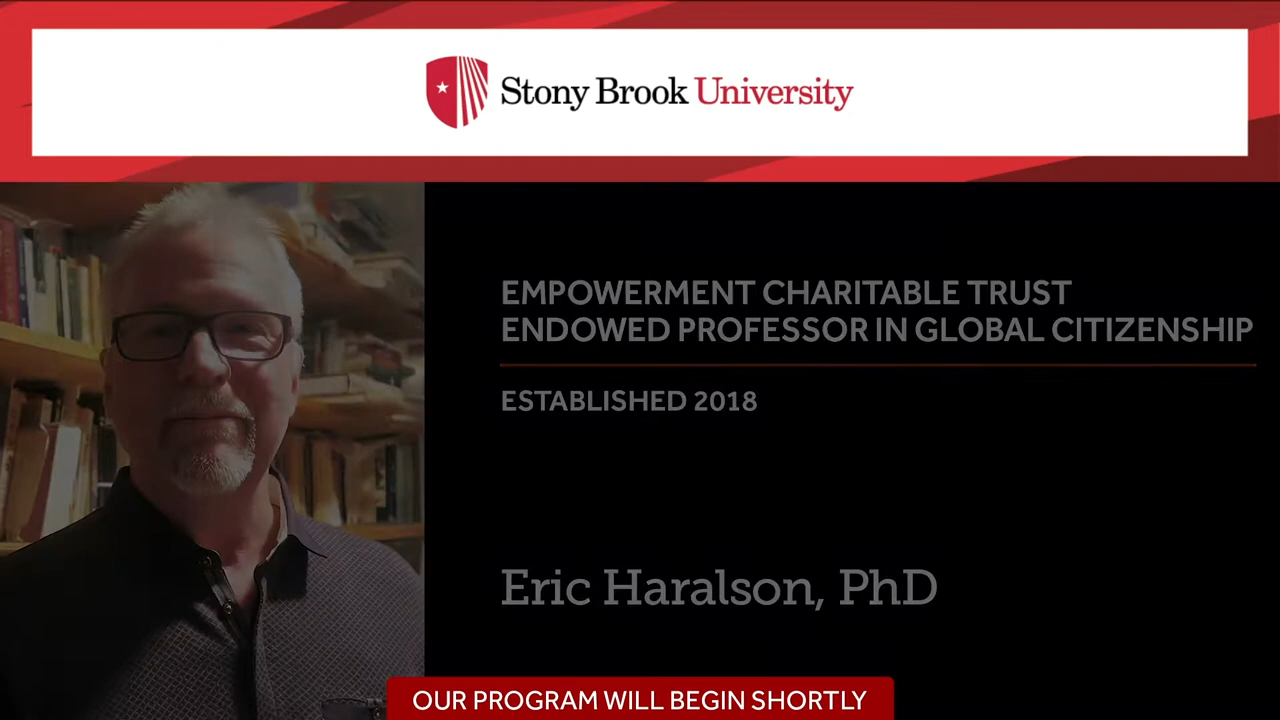 Stony Brook University
EMPOWERMENT CHARITABLE TRUST
ENDOWED PROFESSOR IN GLOBAL CITIZENSHIP
ESTABLISHED 2018
Eric Haralson, PhD
OUR PROGRAM WILL BEGIN SHORTLY